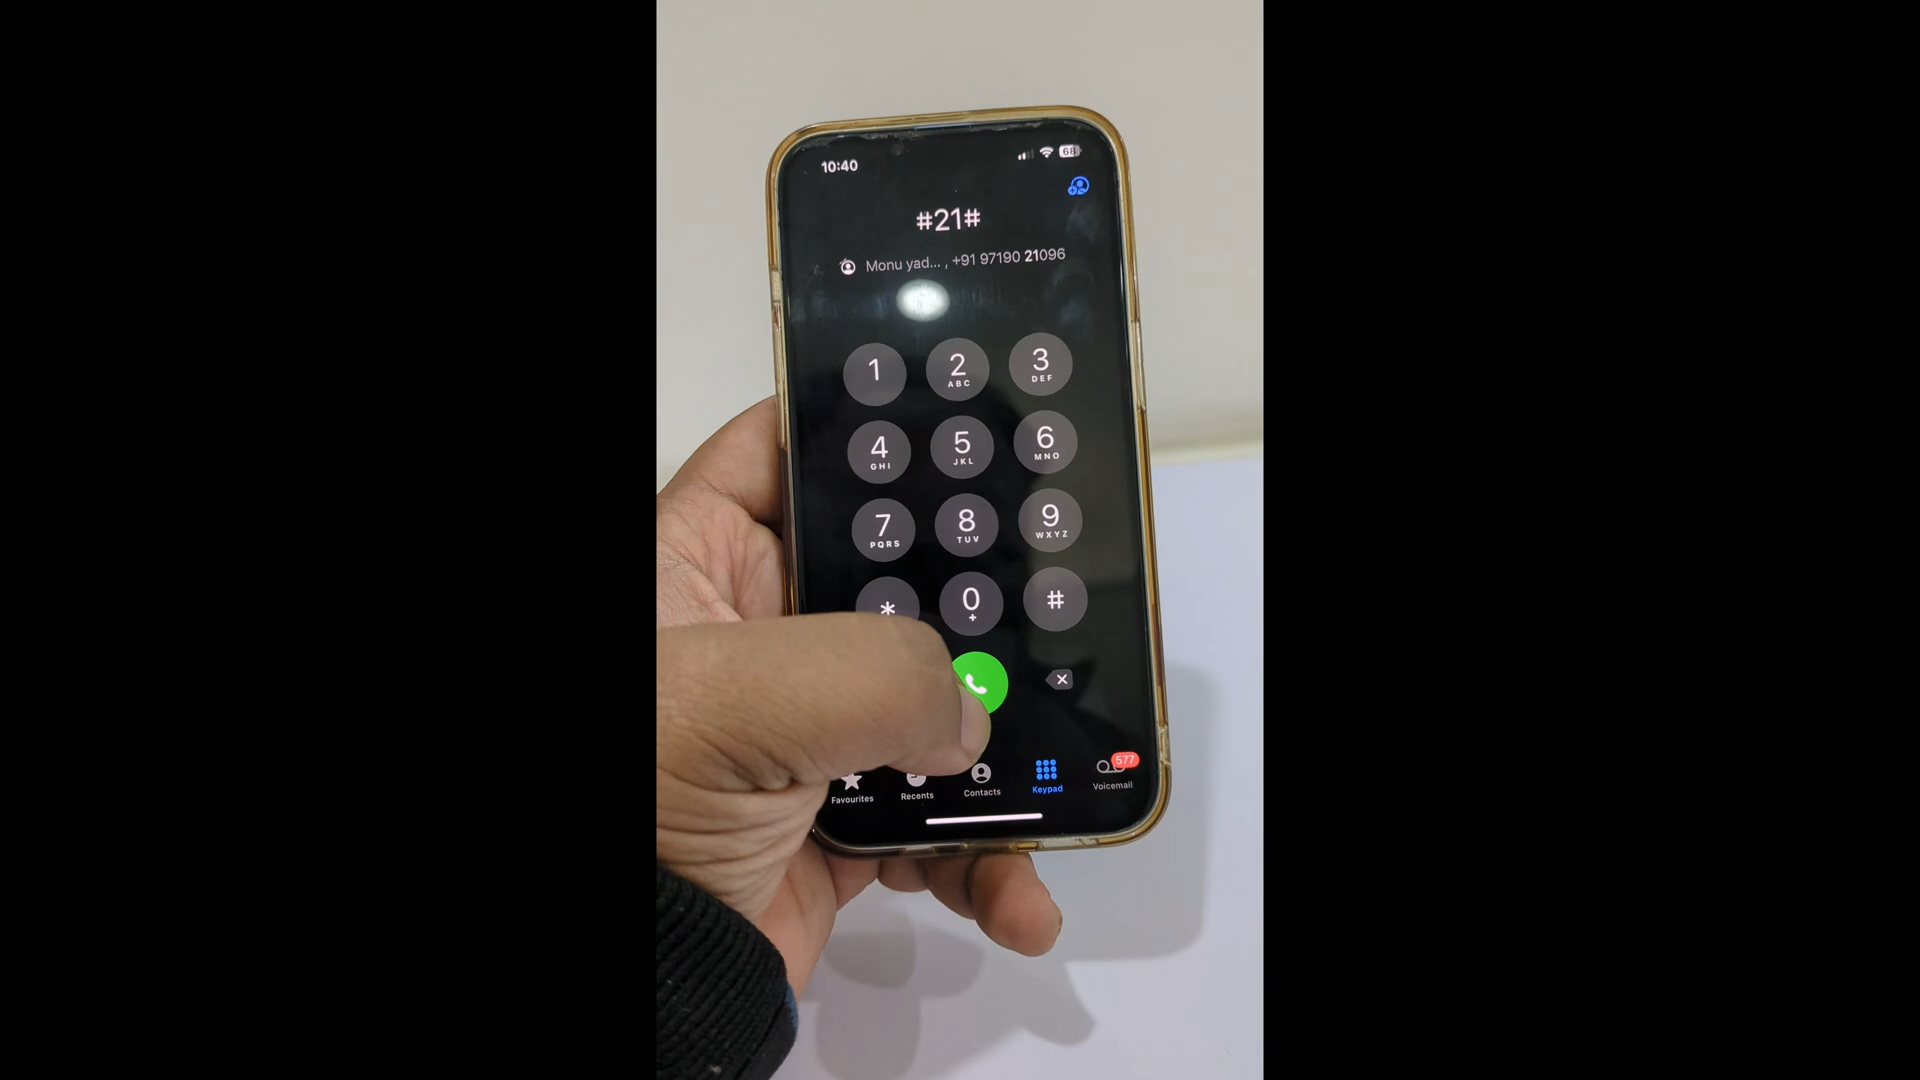 10:40
68
#21#
Monu yad... , +91 97190 21096
1
2
ABC
3
DEF
4
GHI
5
JKL
6
MNO
7
PQRS
8
TUV
9
WXYZ
*
0
+
#
577
Favourites
Recents
Contacts
Keypad
Voicemail